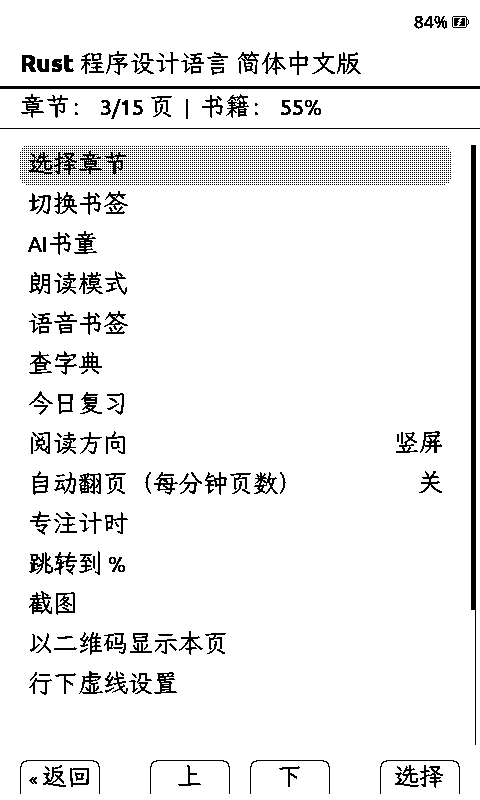 84%
Rust 程序设计语言 简体中文版
章节： 3/15 页 | 书籍： 55%
选择章节
切换书签
AI书童
朗读模式
语音书签
查字典
今日复习
阅读方向 竖屏
自动翻页（每分钟页数） 关
专注计时
跳转到 %
截图
以二维码显示本页
行下虚线设置
« 返回 上 下 选择